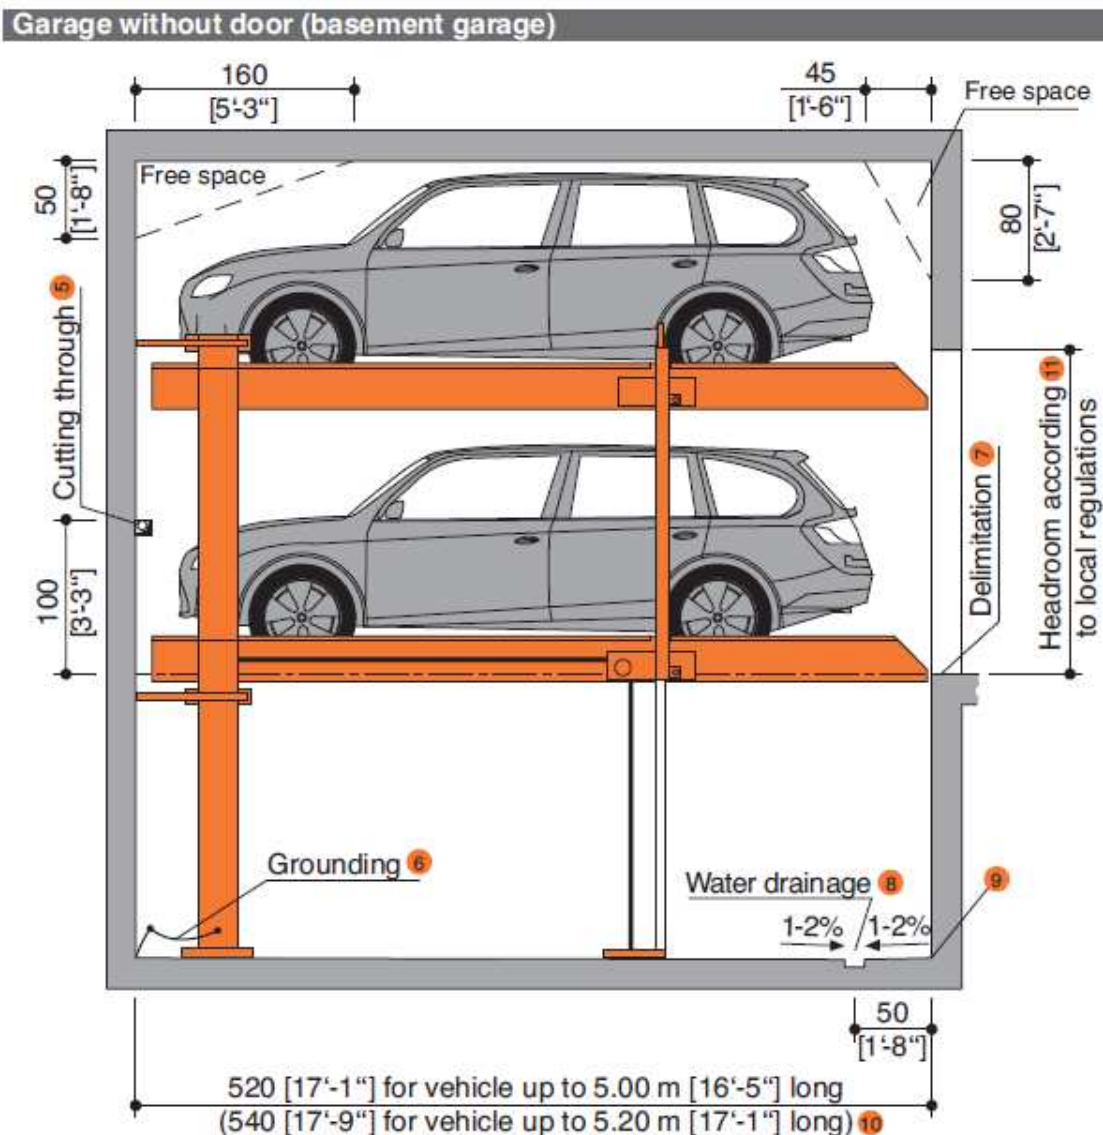 Garage without door (basement garage)
160
[5'-3“]
45
[1'-6“]
Free space
Free space
50
[1'-8“]
80
[2'-7“]
Cutting through 5
Headroom according 11
to local regulations
Delimitation 7
100
[3'-3“]
Grounding 6
Water drainage 8
9
1-2%
1-2%
50
[1'-8“]
520 [17'-1“] for vehicle up to 5.00 m [16'-5“] long
(540 [17'-9“] for vehicle up to 5.20 m [17'-1“] long) 10